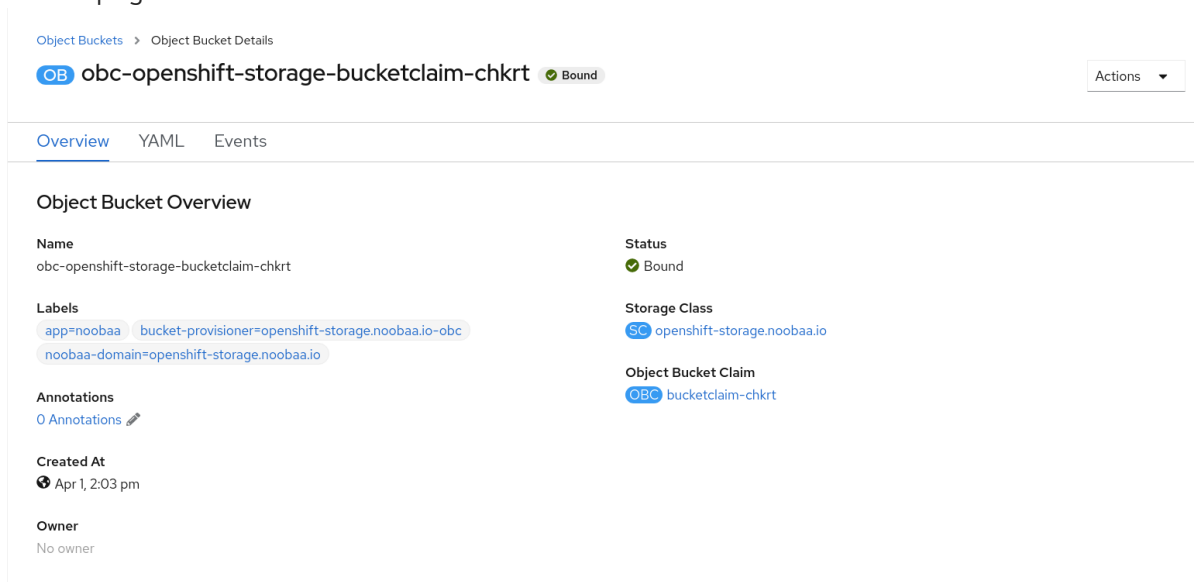 Object Buckets > Object Bucket Details
OB obc-openshift-storage-bucketclaim-chkrt Bound
Actions
Overview YAML Events
Object Bucket Overview
Name
obc-openshift-storage-bucketclaim-chkrt
Labels
app=noobaa bucket-provisioner=openshift-storage.noobaa.io-obc
noobaa-domain=openshift-storage.noobaa.io
Annotations
0 Annotations
Created At
Apr 1, 2:03 pm
Owner
No owner
Status
Bound
Storage Class
SC openshift-storage.noobaa.io
Object Bucket Claim
OBC bucketclaim-chkrt